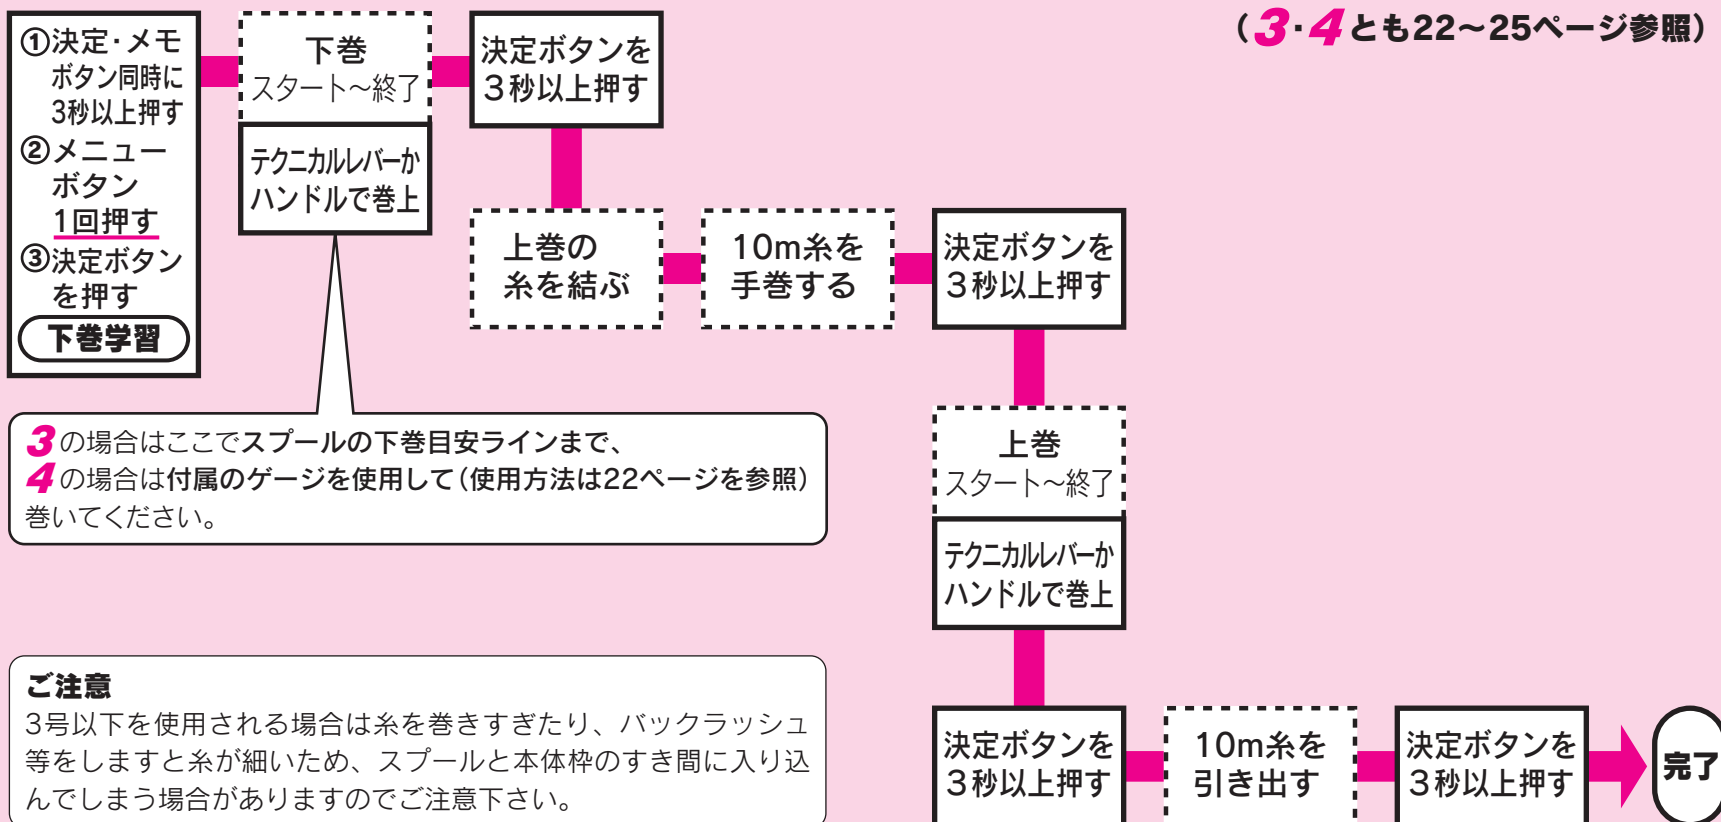 (3・4とも22〜25ページ参照)
①決定・メモ
ボタン同時に
3秒以上押す
②メニュー
ボタン
1回押す
③決定ボタン
を押す
下巻学習
下巻
スタート〜終了
テクニカルレバーか
ハンドルで巻上
決定ボタンを
3秒以上押す
上巻の
糸を結ぶ
10m糸を
手巻する
決定ボタンを
3秒以上押す
3の場合はここでスプールの下巻目安ラインまで、
4の場合は付属のゲージを使用して(使用方法は22ページを参照)
巻いてください。
上巻
スタート〜終了
テクニカルレバーか
ハンドルで巻上
決定ボタンを
3秒以上押す
10m糸を
引き出す
決定ボタンを
3秒以上押す
完了
ご注意
3号以下を使用される場合は糸を巻きすぎたり、バックラッシュ
等をしますと糸が細いため、スプールと本体枠のすき間に入り込
んでしまう場合がありますのでご注意下さい。